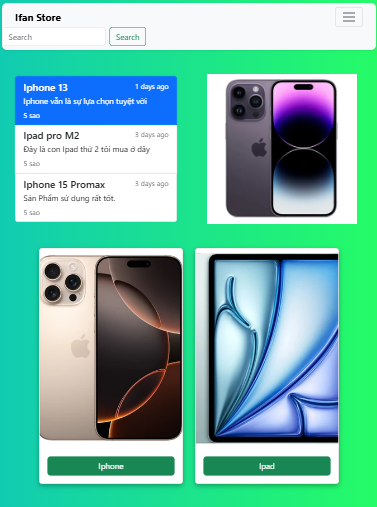 Ifan Store
Search
Search
Iphone 13
1 days ago
Iphone vẫn là sự lựa chọn tuyệt vời
5 sao
Ipad pro M2
3 days ago
Đây là con Ipad thứ 2 tôi mua ở đây
5 sao
Iphone 15 Promax
3 days ago
Sản Phẩm sử dụng rất tốt.
5 sao
Iphone
Ipad